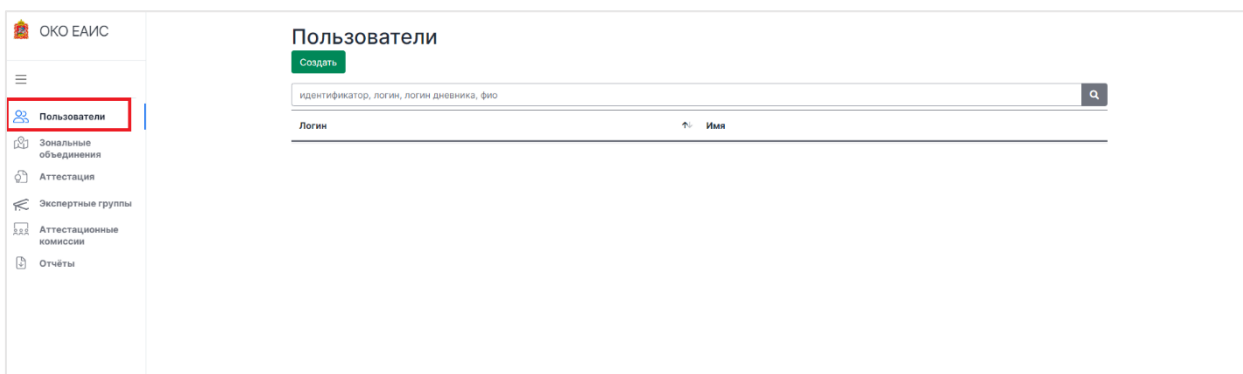 ОКО ЕАИС
Пользователи
Зональные
объединения
Аттестация
Экспертные группы
Аттестационные
комиссии
Отчёты
Пользователи
Создать
идентификатор, логин, логин дневника, фио
Логин Имя